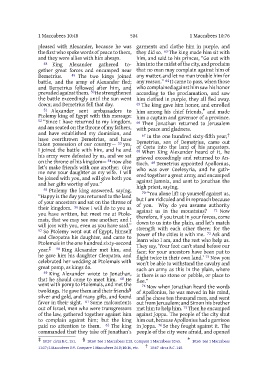 I Maccabees 10:48
504
I Maccabees 10:76
pleased with Alexander, because he was
the first who spoke words of peace to them,
and they were allies with him always.
48 King Alexander gathered to-
gether great forces and encamped near
Demetrius. 49 The two kings joined
battle, and the army of Alexander fled;
and Demetrius followed after him, and
prevailed against them. 50 He strengthened
the battle exceedingly until the sun went
down, and Demetrius fell that day.
51 Alexander sent ambassadors to
Ptolemy king of Egypt with this message:
52 "Since I have returned to my kingdom,
and am seated on the throne of my fathers,
and have established my dominion, and
have overthrown Demetrius, and have
taken possession of our country — 53 yes,
I joined the battle with him, and he and
his army were defeated by us, and we sat
on the throne of his kingdom— 54 now also
let's make friends with one another. Give
me now your daughter as my wife. I will
be joined with you, and will give both you
and her gifts worthy of you.
55 Ptolemy the king answered, saying,
"Happy is the day you returned to the land
of your ancestors and sat on the throne of
their kingdom. 56 Now I will do to you as
you have written, but meet me at Ptole-
mais, that we may see one another; and I
will join with you, even as you have said."
57 So Ptolemy went out of Egypt, himself
and Cleopatra his daughter, and came to
Ptolemais in the one hundred sixty-second
year. 58 King Alexander met him, and
he gave him his daughter Cleopatra, and
celebrated her wedding at Ptolemais with
great pomp, as kings do.
59 King Alexander wrote to Jonathan,
that he should come to meet him. 60 He
went with pomp to Ptolemais, and met the
two kings. He gave them and their friends
silver and gold, and many gifts, and found
favor in their sight. 61 Some malcontents
out of Israel, men who were transgressors
of the law, gathered together against him
to complain against him; but the king
paid no attention to them. 62 The king
commanded that they take off Jonathan's
garments and clothe him in purple, and
they did so. 63 The king made him sit with
him, and said to his princes, "Go out with
him into the midst of the city, and proclaim
that no man may complain against him of
any matter, and let no man trouble him for
any reason." 64 It came to pass, when those
who complained against him saw his honor
according to the proclamation, and saw
him clothed in purple, they all fled away.
65 The king gave him honor, and enrolled
him among his chief friends, and made
him a captain and governor of a province.
66 Then Jonathan returned to Jerusalem
with peace and gladness.
67 In the one hundred sixty-fifth year,
Demetrius, son of Demetrius, came out
of Crete into the land of his ancestors.
68 When King Alexander heard of it, he
grieved exceedingly and returned to An-
tioch. 69 Demetrius appointed Apollonius,
who was over Coelesyria, and he gath-
ered together a great army, and encamped
against Jamnia, and sent to Jonathan the
high priest, saying,
70 "You alone lift up yourself against us,
but I am ridiculed and in reproach because
of you. Why do you assume authority
against us in the mountains? 71 Now
therefore, if you trust in your forces, come
down to us into the plain, and let's match
strength with each other there; for the
power of the cities is with me. 72 Ask and
learn who I am, and the rest who help us.
They say, 'Your foot can't stand before our
face; for your ancestors have been put to
flight twice in their own land.' 73 Now you
won't be able to withstand the cavalry and
such an army as this in the plain, where
is there is no stone or pebble, or place to
flee."
74 Now when Jonathan heard the words
of Apollonius, he was moved in his mind,
and he chose ten thousand men, and went
out from Jerusalem; and Simon his brother
met him to help him. 75 Then he encamped
against Joppa. The people of the city shut
him out, because Apollonius had a garrison
in Joppa. 76 So they fought against it. The
people of the city were afraid, and opened